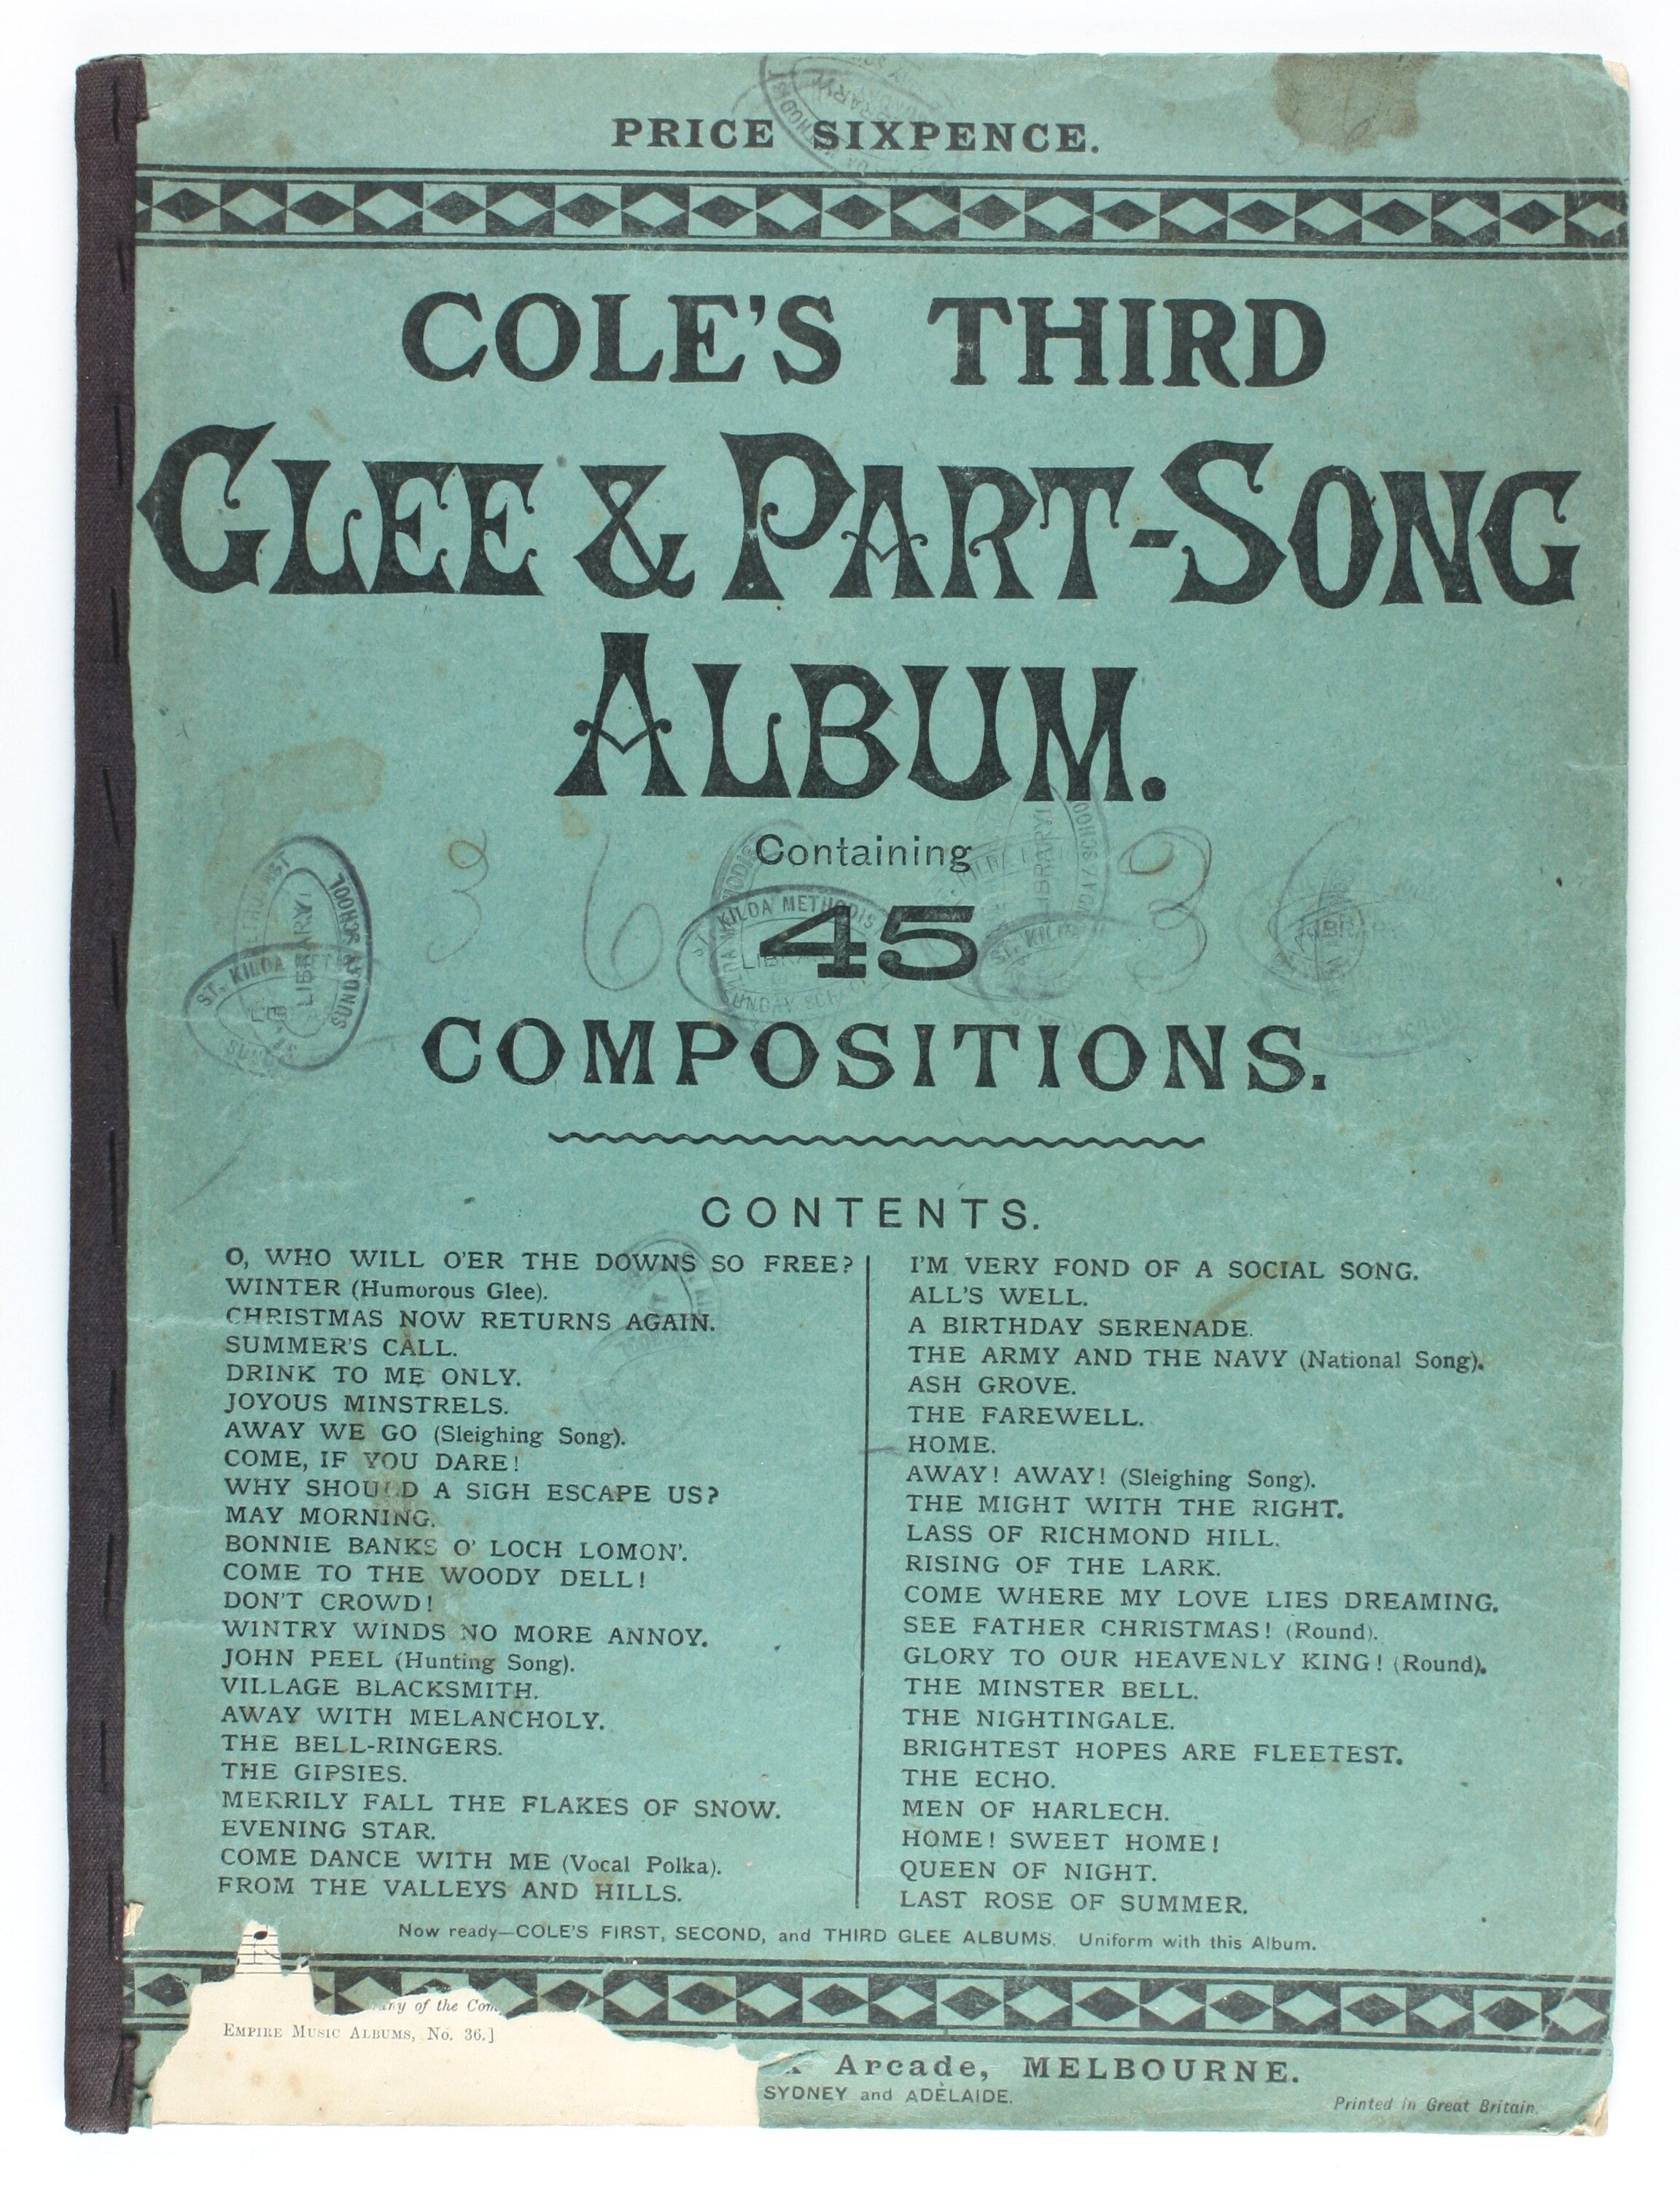 PRICE SIXPENCE.
COLE'S THIRD
GLEE & PART-SONG
ALBUM.
Containing
45
COMPOSITIONS.
3 6
3 6
ST. KILDA METHODIST
LIBRARY
SUNDAY SCHOOL
CONTENTS.
O, WHO WILL O'ER THE DOWNS SO FREE?
WINTER (Humorous Glee).
CHRISTMAS NOW RETURNS AGAIN.
SUMMER'S CALL.
DRINK TO ME ONLY.
JOYOUS MINSTRELS.
AWAY WE GO (Sleighing Song).
COME, IF YOU DARE!
WHY SHOULD A SIGH ESCAPE US?
MAY MORNING.
BONNIE BANKS O' LOCH LOMON'.
COME TO THE WOODY DELL!
DON'T CROWD!
WINTRY WINDS NO MORE ANNOY.
JOHN PEEL (Hunting Song).
VILLAGE BLACKSMITH.
AWAY WITH MELANCHOLY.
THE BELL-RINGERS.
THE GIPSIES.
MERRILY FALL THE FLAKES OF SNOW.
EVENING STAR.
COME DANCE WITH ME (Vocal Polka).
FROM THE VALLEYS AND HILLS.
I'M VERY FOND OF A SOCIAL SONG.
ALL'S WELL.
A BIRTHDAY SERENADE.
THE ARMY AND THE NAVY (National Song).
ASH GROVE.
THE FAREWELL.
HOME.
AWAY! AWAY! (Sleighing Song).
THE MIGHT WITH THE RIGHT.
LASS OF RICHMOND HILL.
RISING OF THE LARK.
COME WHERE MY LOVE LIES DREAMING.
SEE FATHER CHRISTMAS! (Round).
GLORY TO OUR HEAVENLY KING! (Round).
THE MINSTER BELL.
THE NIGHTINGALE.
BRIGHTEST HOPES ARE FLEETEST.
THE ECHO.
MEN OF HARLECH.
HOME! SWEET HOME!
QUEEN OF NIGHT.
LAST ROSE OF SUMMER.
Now ready—COLE'S FIRST, SECOND, and THIRD GLEE ALBUMS. Uniform with this Album.
of the
EMPIRE MUSIC ALBUMS, No. 36.]
Arcade, MELBOURNE.
SYDNEY and ADELAIDE.
Printed in Great Britain.